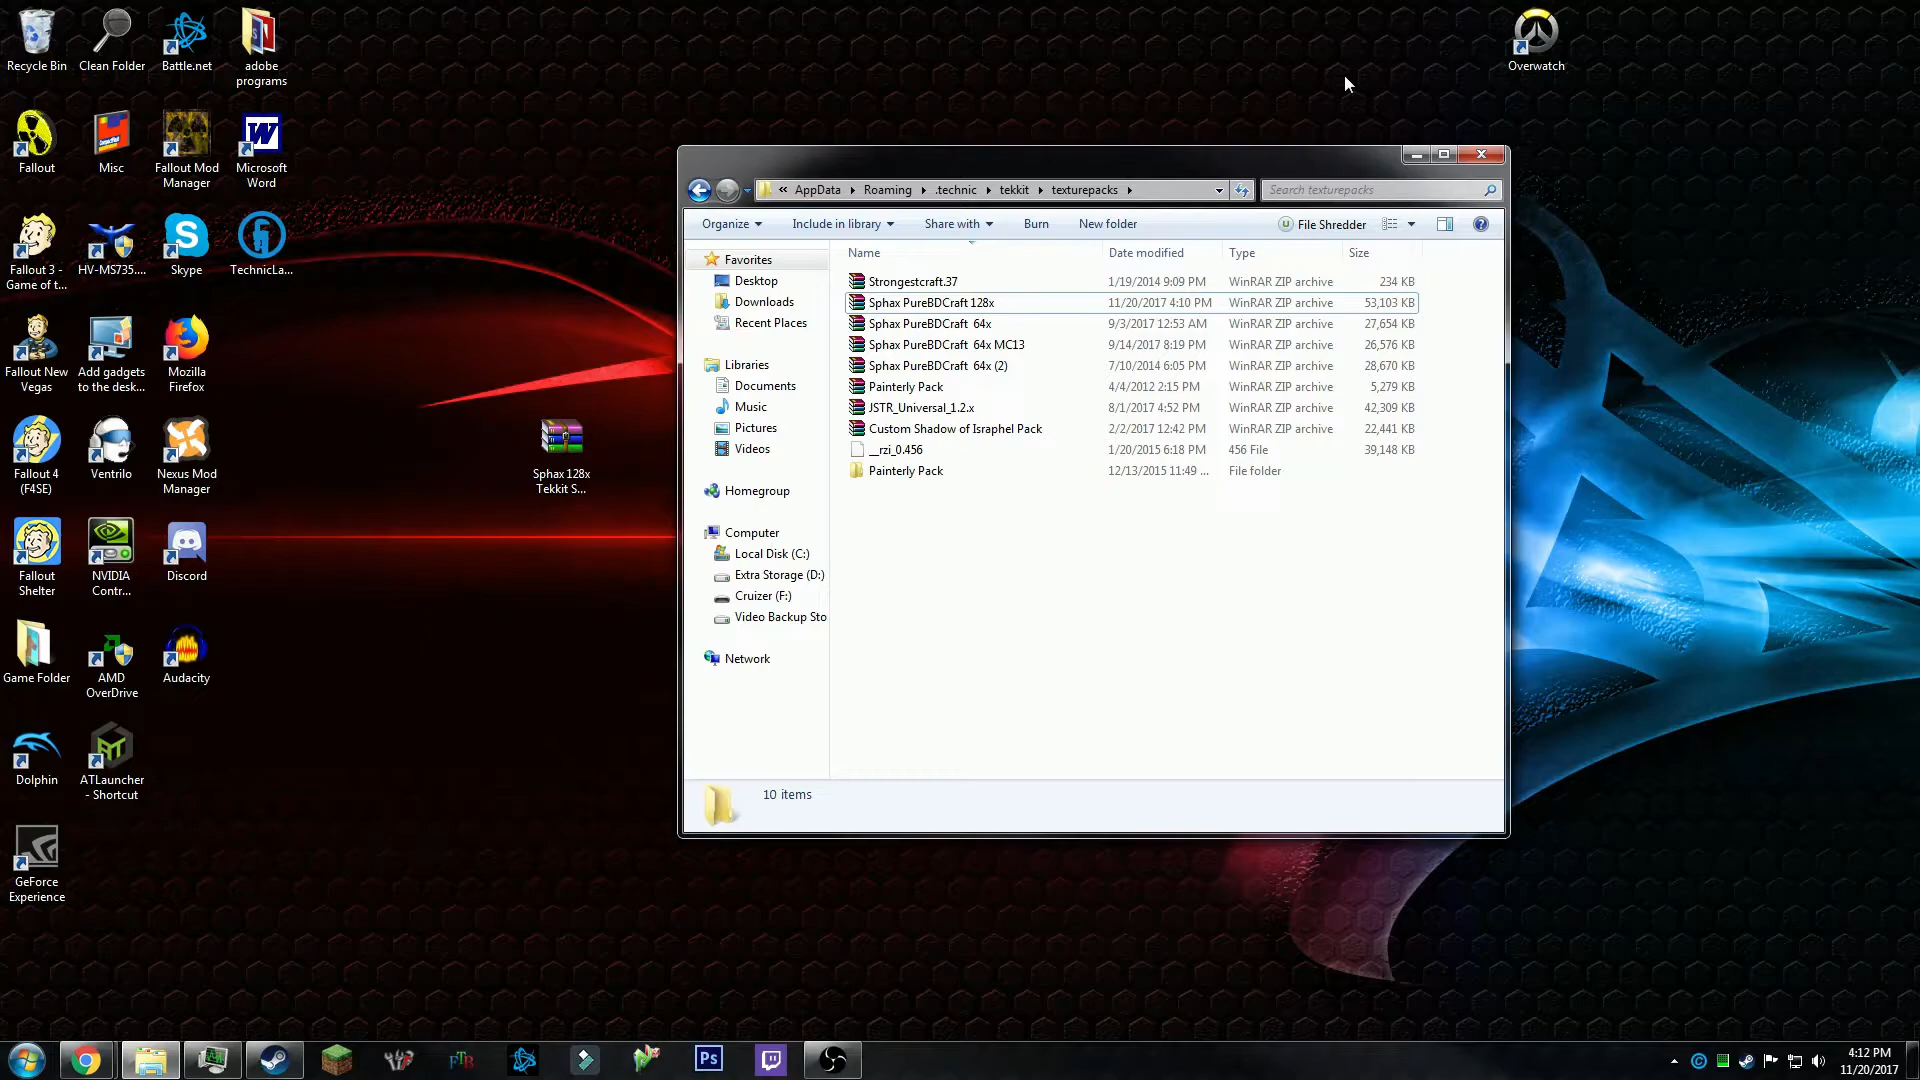 Recycle Bin
Clean Folder
Battle.net
adobe
programs
Overwatch
Fallout
Misc
Fallout Mod
Manager
Microsoft
Word
Fallout 3 -
Game of t...
HV-MS735....
Skype
TechnicLa...
Fallout New
Vegas
Add gadgets
to the desk...
Mozilla
Firefox
Fallout 4
(F4SE)
Ventrilo
Nexus Mod
Manager
Sphax 128x
Tekkit S...
Fallout
Shelter
NVIDIA
Contr...
Discord
Game Folder
AMD
OverDrive
Audacity
Dolphin
ATLauncher
- Shortcut
GeForce
Experience
« AppData Roaming .technic tekkit texturepacks
Search texturepacks
Organize Include in library Share with Burn New folder File Shredder
Favorites
Desktop
Downloads
Recent Places
Libraries
Documents
Music
Pictures
Videos
Homegroup
Computer
Local Disk (C:)
Extra Storage (D:)
Cruizer (F:)
Video Backup Sto
Network
Name Date modified Type Size
Strongestcraft.37 1/19/2014 9:09 PM WinRAR ZIP archive 234 KB
Sphax PureBDCraft 128x 11/20/2017 4:10 PM WinRAR ZIP archive 53,103 KB
Sphax PureBDCraft 64x 9/3/2017 12:53 AM WinRAR ZIP archive 27,654 KB
Sphax PureBDCraft 64x MC13 9/14/2017 8:19 PM WinRAR ZIP archive 26,576 KB
Sphax PureBDCraft 64x (2) 7/10/2014 6:05 PM WinRAR ZIP archive 28,670 KB
Painterly Pack 4/4/2012 2:15 PM WinRAR ZIP archive 5,279 KB
JSTR_Universal_1.2.x 8/1/2017 4:52 PM WinRAR ZIP archive 42,309 KB
Custom Shadow of Israphel Pack 2/2/2017 12:42 PM WinRAR ZIP archive 22,441 KB
__rzi_0.456 1/20/2015 6:18 PM 456 File 39,148 KB
Painterly Pack 12/13/2015 11:49 ... File folder
10 items
FTB
Ps
4:12 PM
11/20/2017